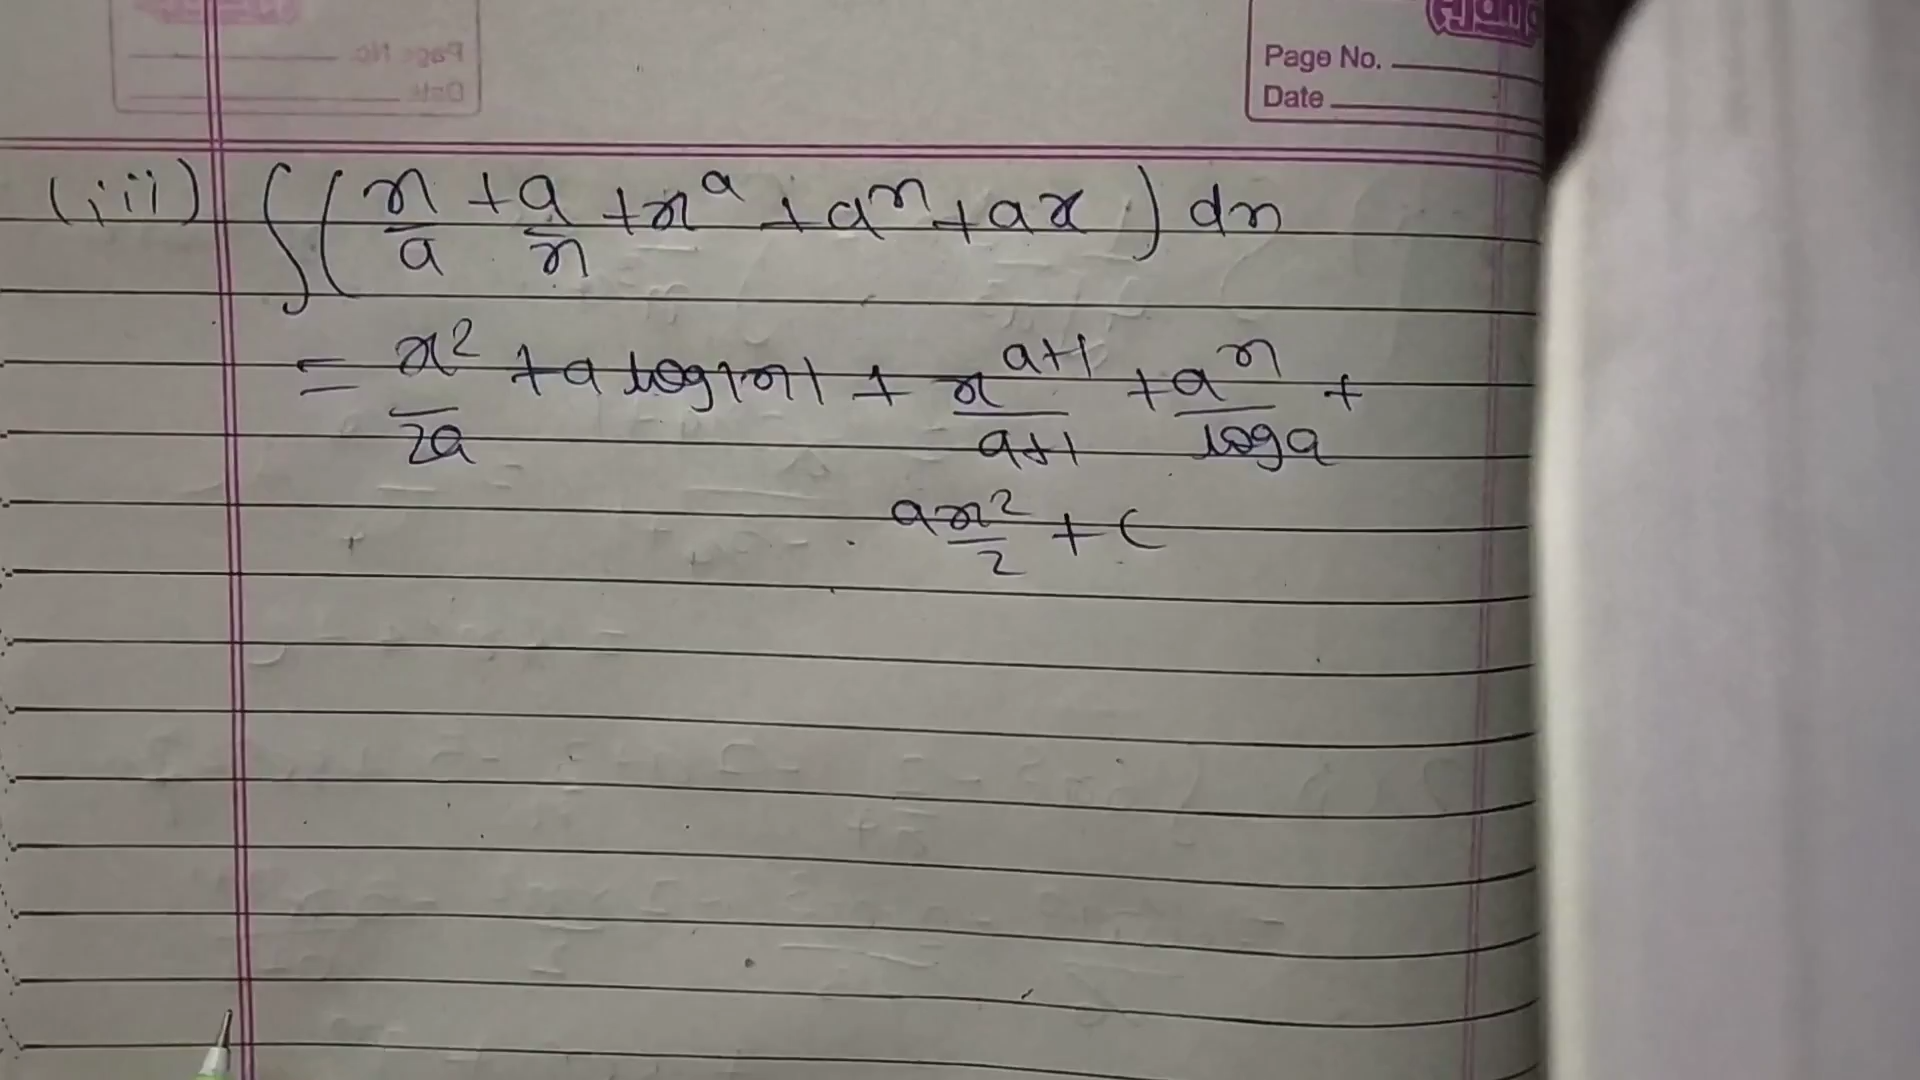 Page No.
Date
(iii) ∫(x/a + a/x + x^a + a^x + ax) dx
= x²/2a + a log|x| + x^(a+1)/(a+1) + a^x/log a +
ax²/2 + c